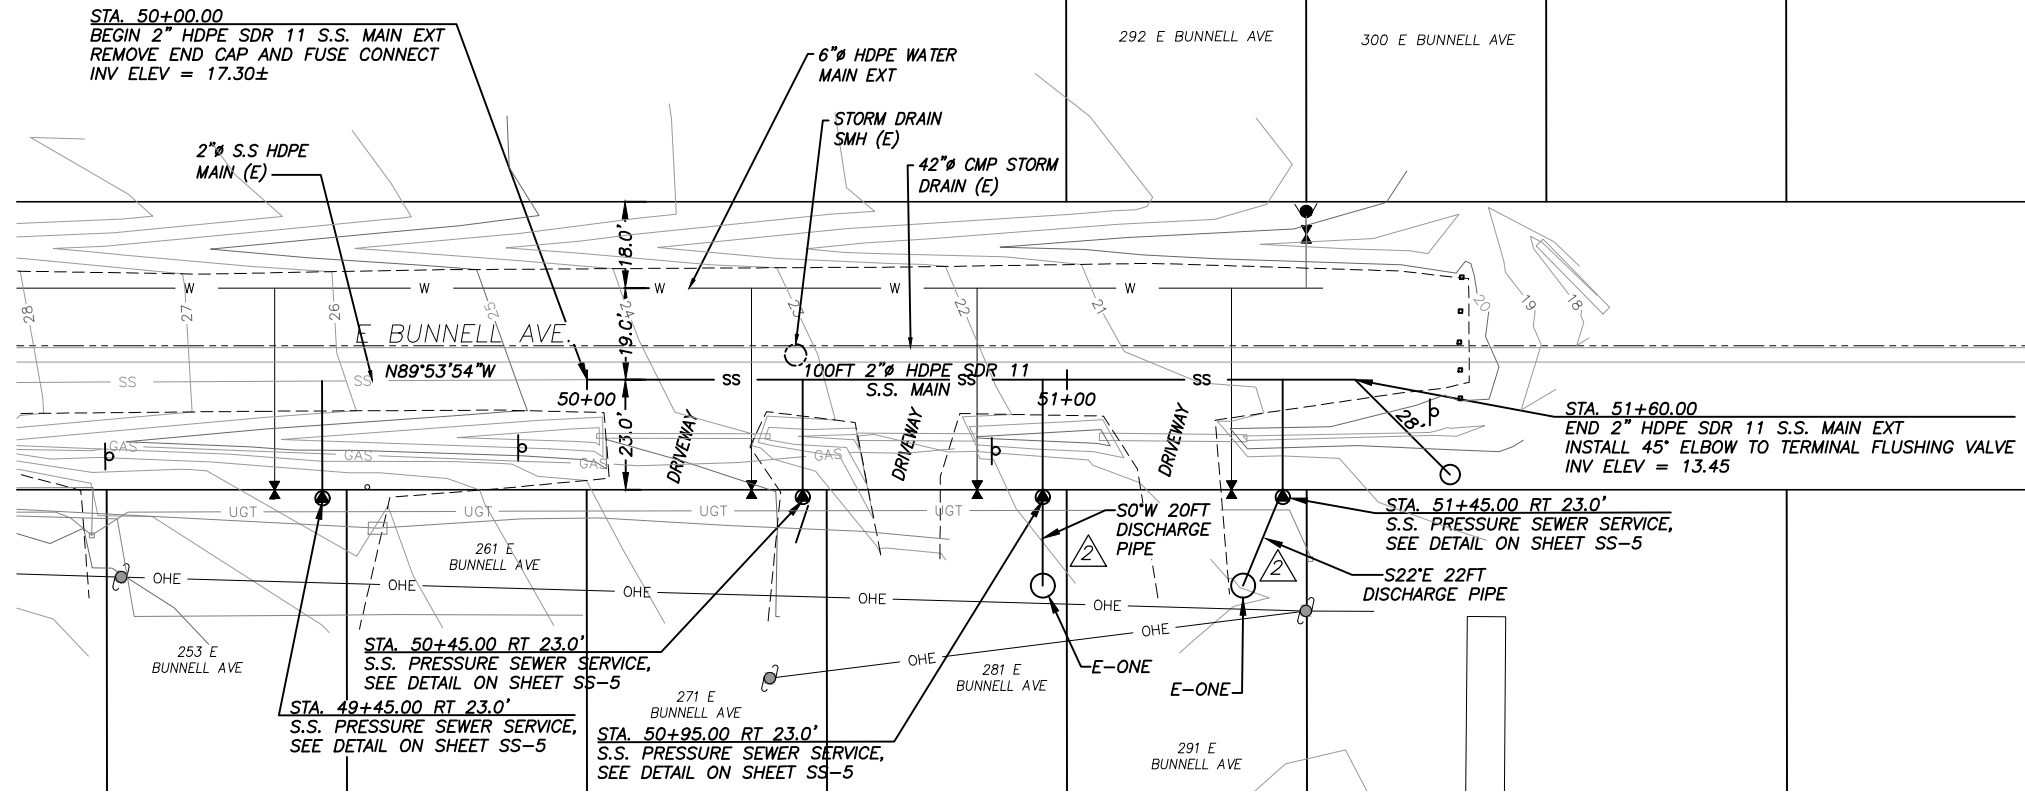 STA. 50+00.00
BEGIN 2"HDPE SDR 11 S.S. MAIN EXT
REMOVE END CAP AND FUSE CONNECT
INV ELEV = 17.30±
2"ø S.S HDPE
MAIN (E)
6"ø HDPE WATER
MAIN EXT
STORM DRAIN
SMH (E)
42"ø CMP STORM
DRAIN (E)
292 E BUNNELL AVE
300 E BUNNELL AVE
18.0'
19.0'
23.0'
W
W
W
W
W
28
27
26
25
24
23
22
21
20
19
18
E BUNNELL AVE.
N89°53'54"W
SS
SS
SS
SS
SS
100FT 2"ø HDPE SDR 11
S.S. MAIN
50+00
51+00
DRIVEWAY
DRIVEWAY
DRIVEWAY
28'
GAS
GAS
GAS
GAS
STA. 51+60.00
END 2" HDPE SDR 11 S.S. MAIN EXT
INSTALL 45° ELBOW TO TERMINAL FLUSHING VALVE
INV ELEV = 13.45
UGT
UGT
UGT
UGT
S0°W 20FT
DISCHARGE
PIPE
2
2
STA. 51+45.00 RT 23.0'
S.S. PRESSURE SEWER SERVICE,
SEE DETAIL ON SHEET SS-5
S22°E 22FT
DISCHARGE PIPE
261 E
BUNNELL AVE
OHE
OHE
OHE
OHE
OHE
OHE
OHE
253 E
BUNNELL AVE
STA. 50+45.00 RT 23.0'
S.S. PRESSURE SEWER SERVICE,
SEE DETAIL ON SHEET SS-5
271 E
BUNNELL AVE
281 E
BUNNELL AVE
E-ONE
E-ONE
STA. 49+45.00 RT 23.0'
S.S. PRESSURE SEWER SERVICE,
SEE DETAIL ON SHEET SS-5
STA. 50+95.00 RT 23.0'
S.S. PRESSURE SEWER SERVICE,
SEE DETAIL ON SHEET SS-5
291 E
BUNNELL AVE